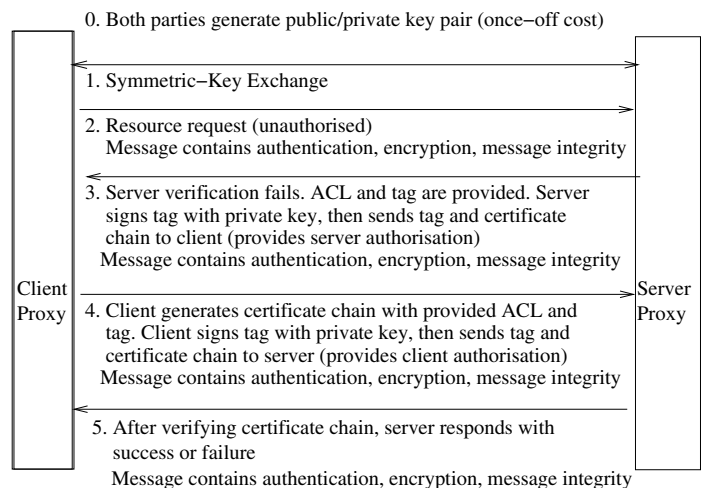 0. Both parties generate public/private key pair (once−off cost)
1. Symmetric−Key Exchange
2. Resource request (unauthorised)
Message contains authentication, encryption, message integrity
3. Server verification fails. ACL and tag are provided. Server
signs tag with private key, then sends tag and certificate
chain to client (provides server authorisation)
Message contains authentication, encryption, message integrity
Client
Proxy
Server
Proxy
4. Client generates certificate chain with provided ACL and
tag. Client signs tag with private key, then sends tag and
certificate chain to server (provides client authorisation)
Message contains authentication, encryption, message integrity
5. After verifying certificate chain, server responds with
success or failure
Message contains authentication, encryption, message integrity